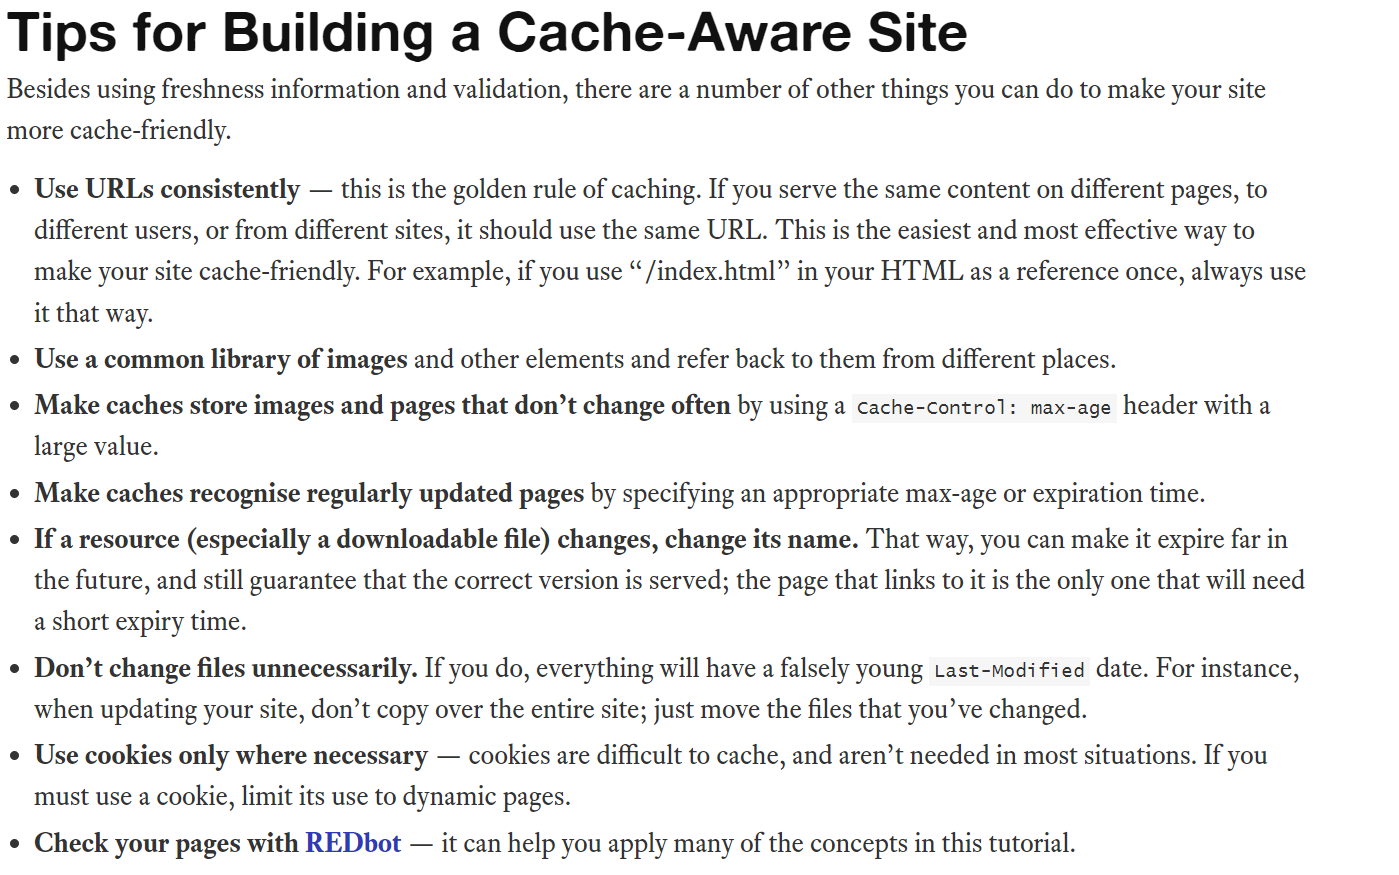 Tips for Building a Cache-Aware Site
Besides using freshness information and validation, there are a number of other things you can do to make your site
more cache-friendly.
• Use URLs consistently — this is the golden rule of caching. If you serve the same content on different pages, to
different users, or from different sites, it should use the same URL. This is the easiest and most effective way to
make your site cache-friendly. For example, if you use “/index.html” in your HTML as a reference once, always use
it that way.
• Use a common library of images and other elements and refer back to them from different places.
• Make caches store images and pages that don’t change often by using a Cache-Control: max-age header with a
large value.
• Make caches recognise regularly updated pages by specifying an appropriate max-age or expiration time.
• If a resource (especially a downloadable file) changes, change its name. That way, you can make it expire far in
the future, and still guarantee that the correct version is served; the page that links to it is the only one that will need
a short expiry time.
• Don’t change files unnecessarily. If you do, everything will have a falsely young Last-Modified date. For instance,
when updating your site, don’t copy over the entire site; just move the files that you’ve changed.
• Use cookies only where necessary — cookies are difficult to cache, and aren’t needed in most situations. If you
must use a cookie, limit its use to dynamic pages.
• Check your pages with REDbot — it can help you apply many of the concepts in this tutorial.